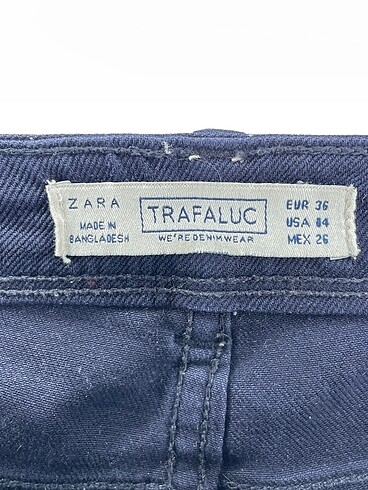 ZARA
MADE IN
BANGLADESH
TRAFALUC
WE'RE DENIMWEAR
EUR 36
USA 04
MEX 26